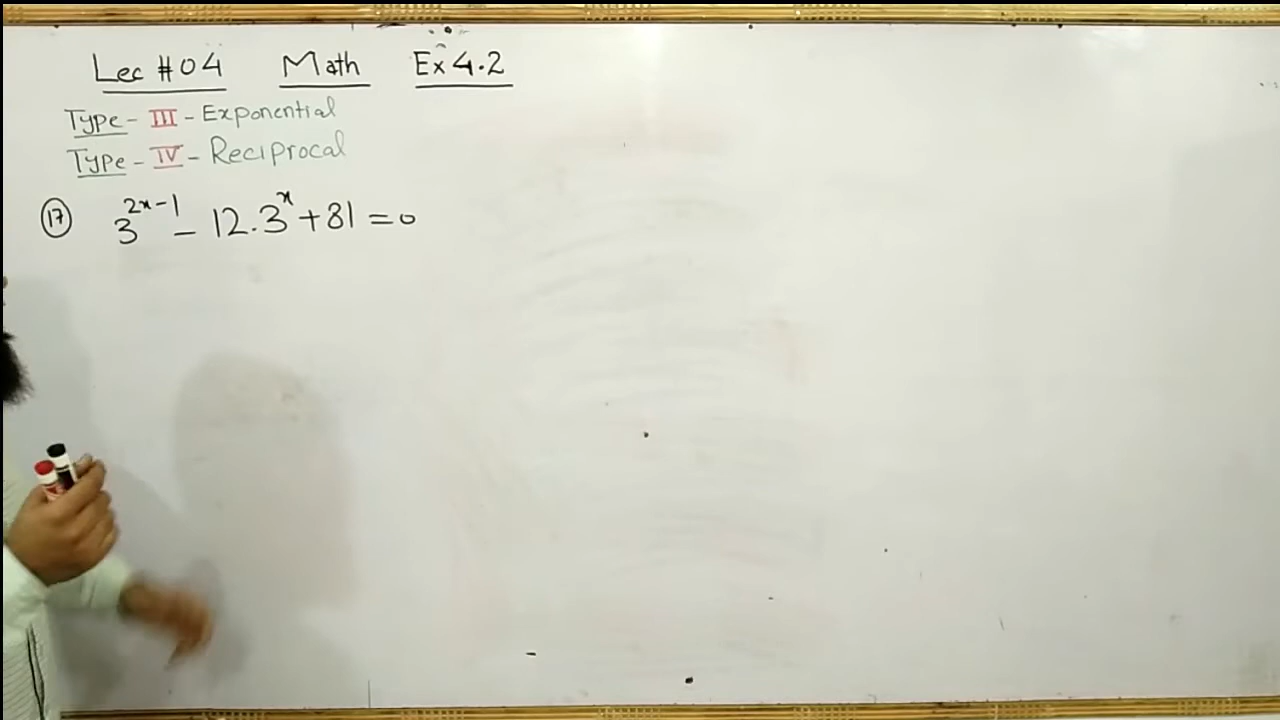 Lec #04 Math Ex 4.2
Type - III - Exponential
Type - IV - Reciprocal
17 3^{2x-1} - 12.3^{x} + 81 = 0